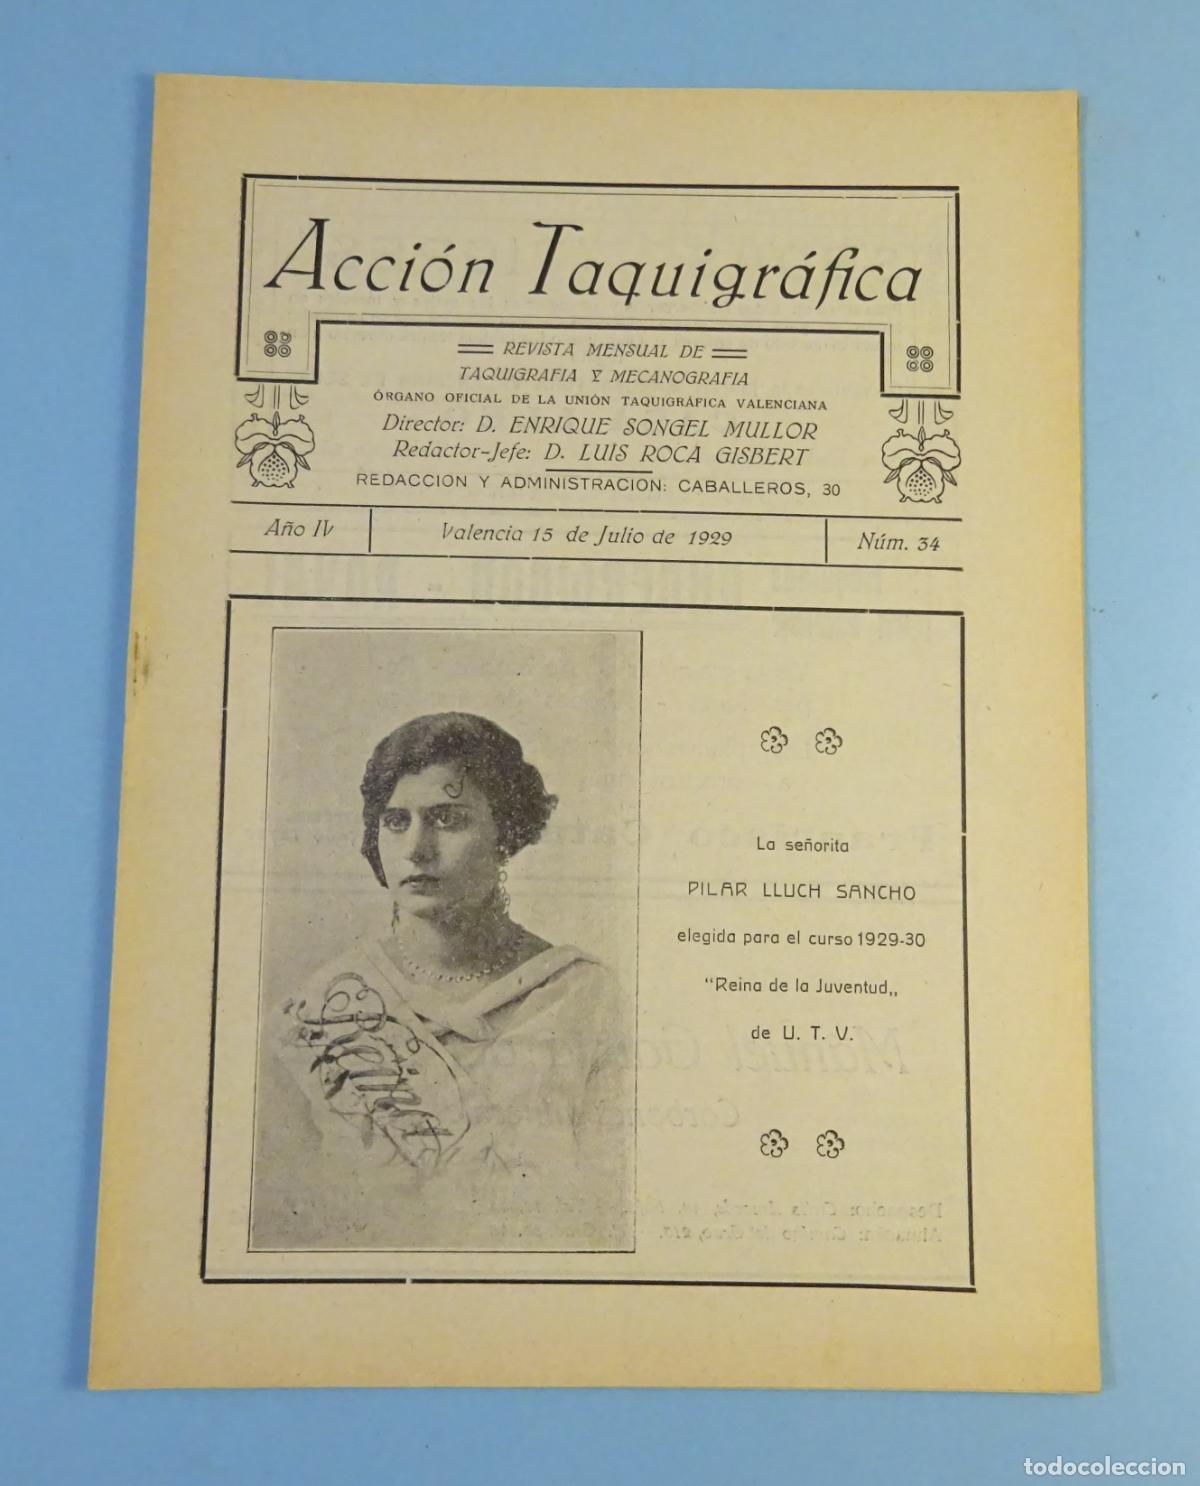 Acción Taquigráfica
REVISTA MENSUAL DE
TAQUIGRAFIA Y MECANOGRAFIA
ÓRGANO OFICIAL DE LA UNIÓN TAQUIGRÁFICA VALENCIANA
Director: D. ENRIQUE SONGEL MULLOR
Redactor-Jefe: D. LUIS ROCA GISBERT
REDACCION Y ADMINISTRACION: CABALLEROS, 30
Año IV Valencia 15 de Julio de 1929 Núm. 34
La señorita
PILAR LLUCH SANCHO
elegida para el curso 1929-30
"Reina de la Juventud„
de U. T. V.
todocoleccion